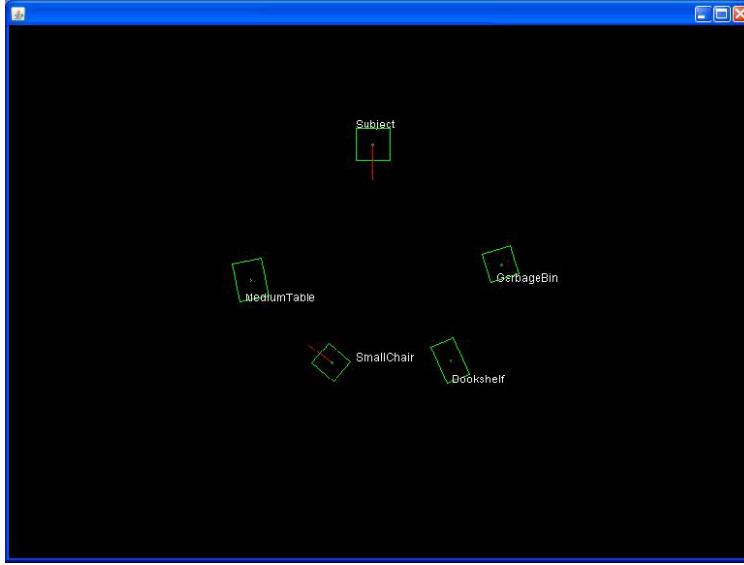 Subject
GarbageBin
MediumTable
SmallChair
Bookshelf